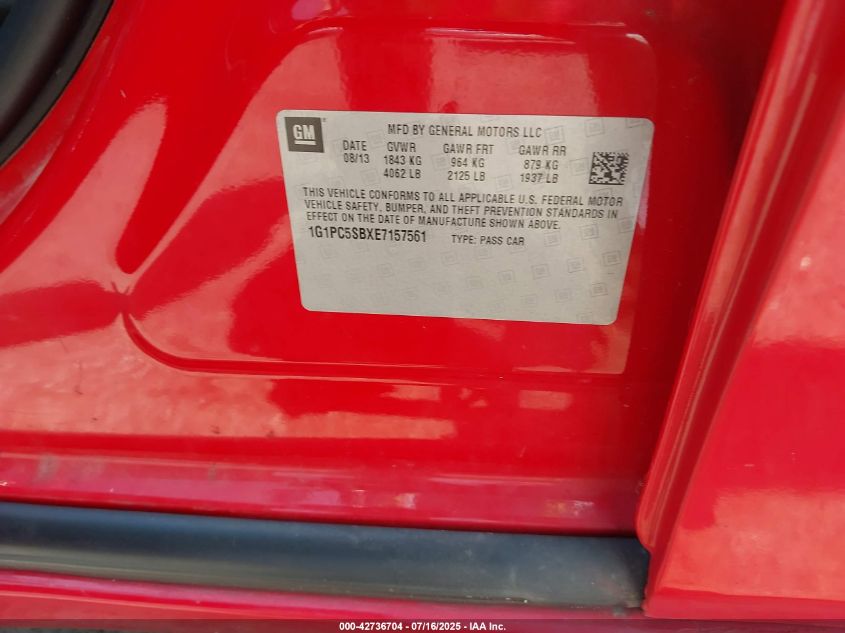 GM
MFD BY GENERAL MOTORS LLC
DATE GVWR GAWR FRT GAWR RR
08/13 1843 KG 964 KG 879 KG
4062 LB 2125 LB 1937 LB
THIS VEHICLE CONFORMS TO ALL APPLICABLE U.S. FEDERAL MOTOR
VEHICLE SAFETY, BUMPER, AND THEFT PREVENTION STANDARDS IN
EFFECT ON THE DATE OF MANUFACTURE SHOWN ABOVE.
1G1PC5SBXE7157561 TYPE: PASS CAR
000-42736704 - 07/16/2025 - IAA Inc.